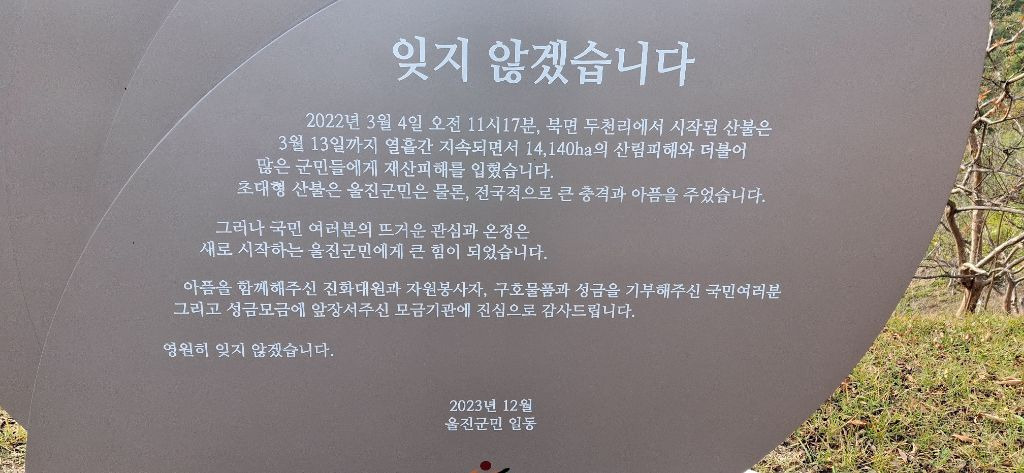 잊지 않겠습니다
2022년 3월 4일 오전 11시17분, 북면 두천리에서 시작된 산불은
3월 13일까지 열흘간 지속되면서 14,140ha의 산림피해와 더불어
많은 군민들에게 재산피해를 입혔습니다.
초대형 산불은 울진군민은 물론, 전국적으로 큰 충격과 아픔을 주었습니다.
그러나 국민 여러분의 뜨거운 관심과 온정은
새로 시작하는 울진군민에게 큰 힘이 되었습니다.
아픔을 함께해주신 진화대원과 자원봉사자, 구호물품과 성금을 기부해주신 국민여러분
그리고 성금모금에 앞장서주신 모금기관에 진심으로 감사드립니다.
영원히 잊지 않겠습니다.
2023년 12월
울진군민 일동